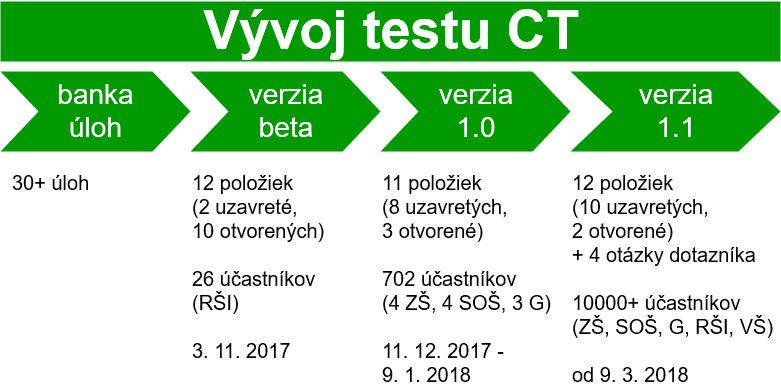 Vývoj testu CT
banka
úloh
30+ úloh
verzia
beta
12 položiek
(2 uzavreté,
10 otvorených)
26 účastníkov
(RŠI)
3. 11. 2017
verzia
1.0
11 položiek
(8 uzavretých,
3 otvorené)
702 účastníkov
(4 ZŠ, 4 SOŠ, 3 G)
11. 12. 2017 -
9. 1. 2018
verzia
1.1
12 položiek
(10 uzavretých,
2 otvorené)
+ 4 otázky dotazníka
10000+ účastníkov
(ZŠ, SOŠ, G, RŠI, VŠ)
od 9. 3. 2018